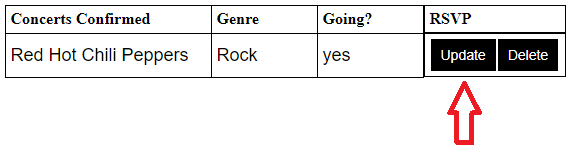 Concerts Confirmed Genre Going? RSVP
Red Hot Chili Peppers Rock yes Update Delete